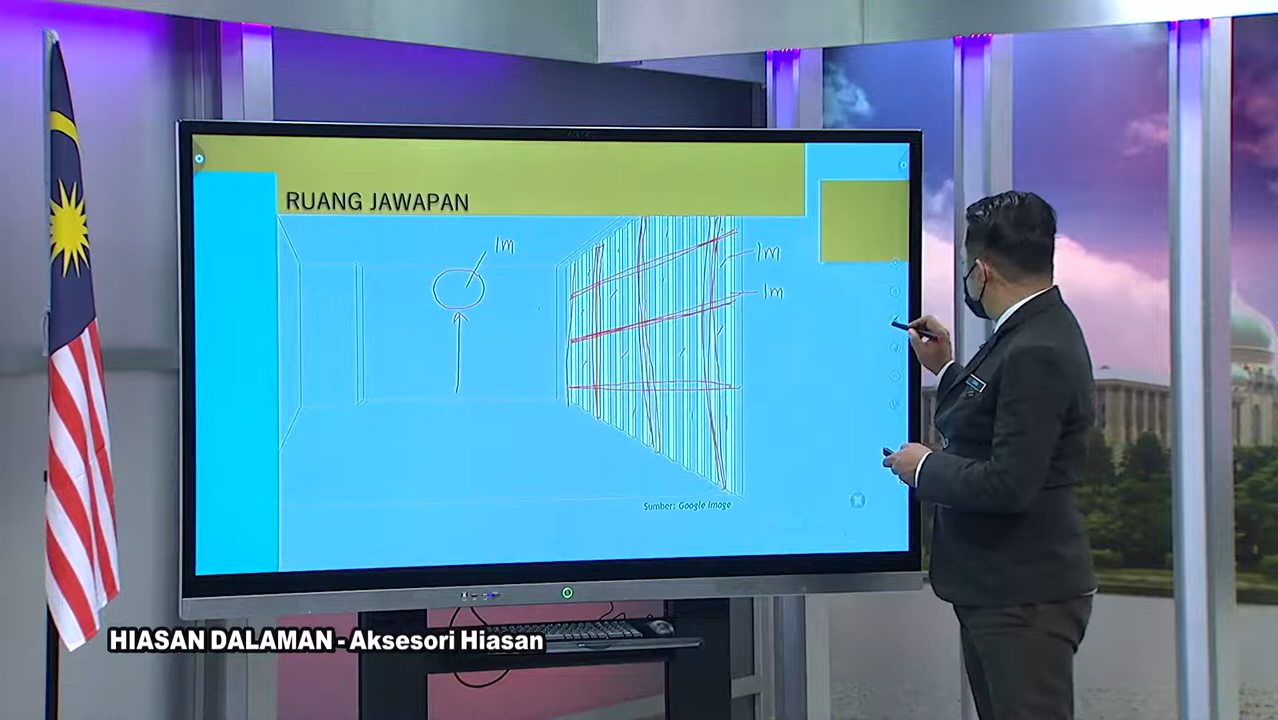 RUANG JAWAPAN
1m
1m
1m
Sumber: Google Image
HIASAN DALAMAN - Aksesori Hiasan